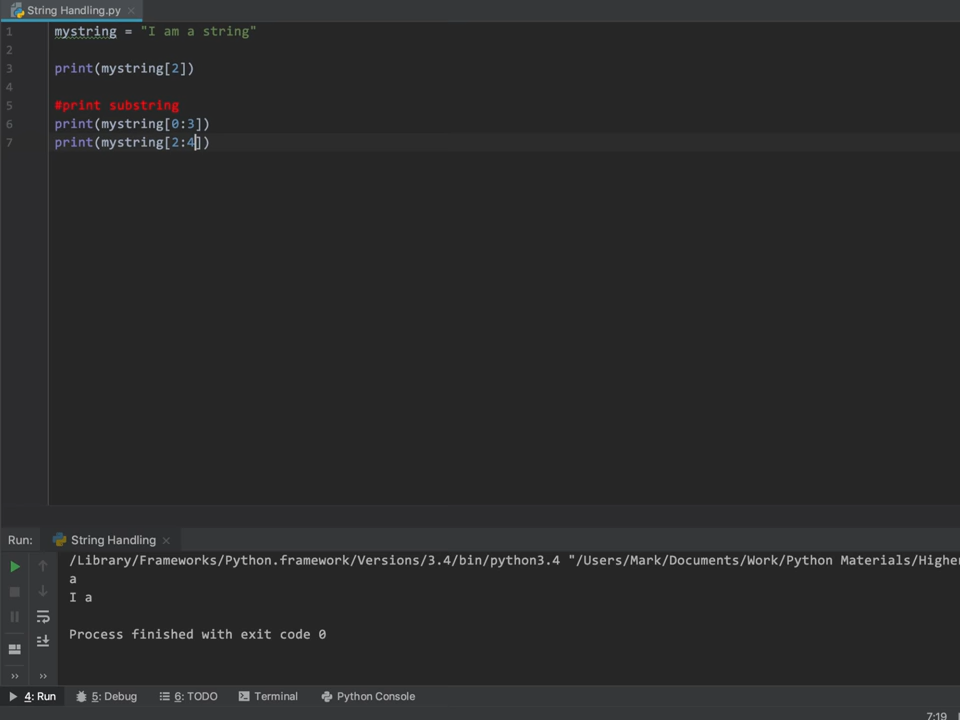 String Handling.py
1 mystring = "I am a string"
2
3 print(mystring[2])
4
5 #print substring
6 print(mystring[0:3])
7 print(mystring[2:4])
Run: String Handling
/Library/Frameworks/Python.framework/Versions/3.4/bin/python3.4 "/Users/Mark/Documents/Work/Python Materials/Higher
a
I a
Process finished with exit code 0
» »
4: Run 5: Debug 6: TODO Terminal Python Console
7:19